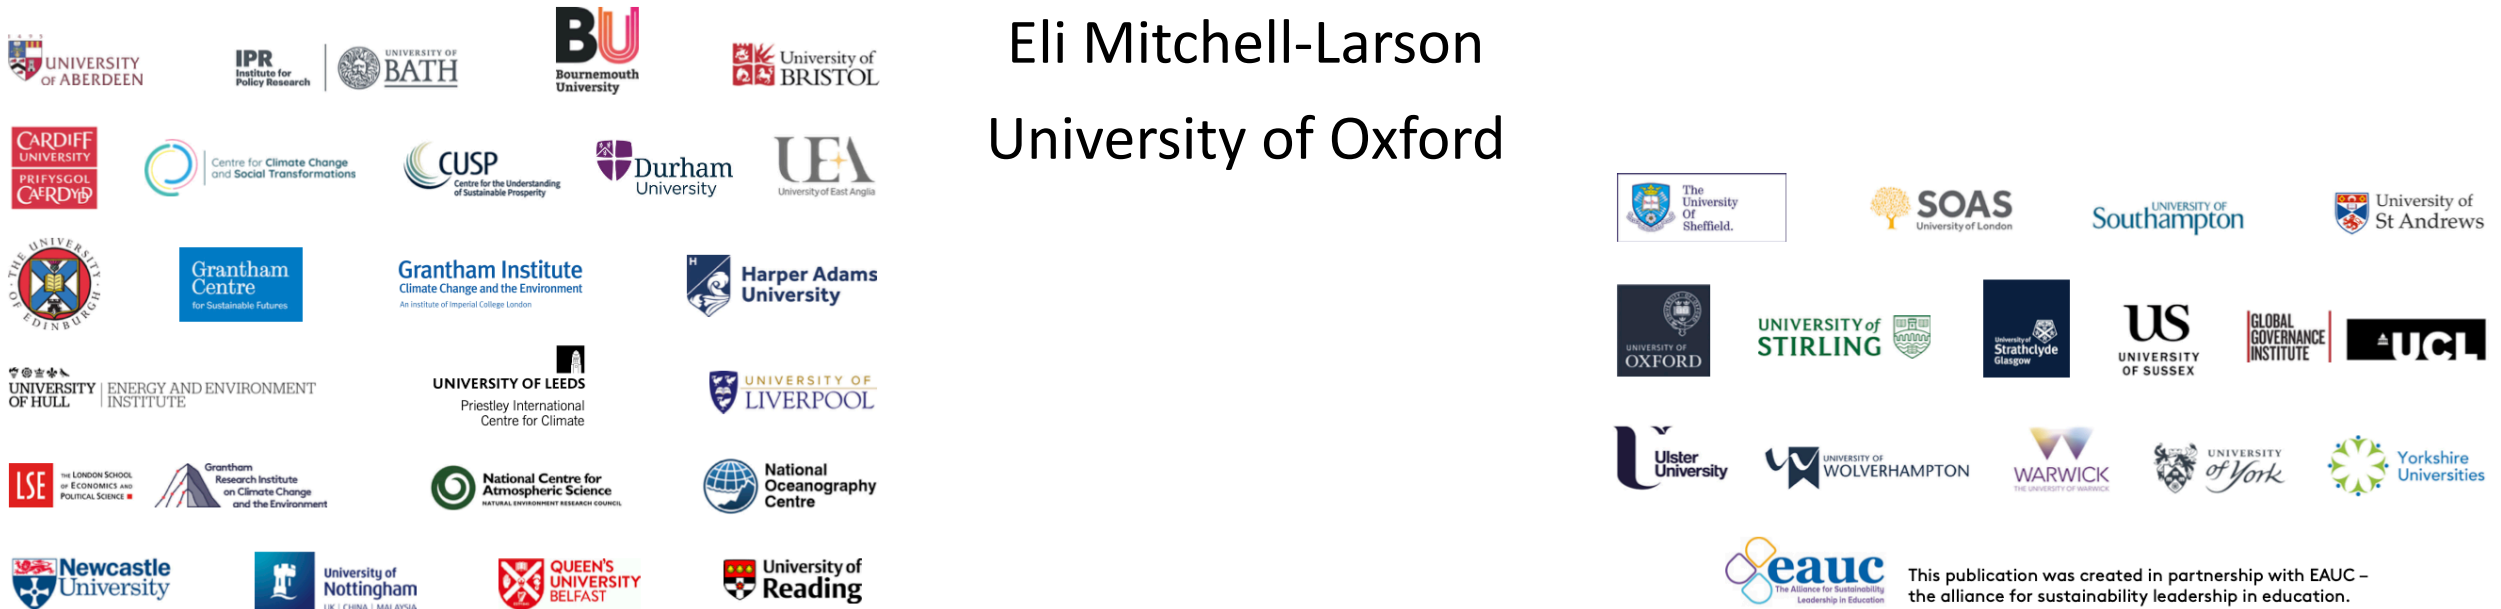 1495
UNIVERSITY
OF ABERDEEN
IPR
Institute for
Policy Research
UNIVERSITY OF
BATH
BU
Bournemouth
University
University of
BRISTOL
CARDIFF
UNIVERSITY
PRIFYSGOL
CAERDYDD
Centre for Climate Change
and Social Transformations
CUSP
Centre for the Understanding
of Sustainable Prosperity
Durham
University
UEA
University of East Anglia
THE UNIVERSITY OF EDINBURGH
Grantham
Centre
for Sustainable Futures
Grantham Institute
Climate Change and the Environment
An institute of Imperial College London
H
Harper Adams
University
UNIVERSITY
OF HULL
ENERGY AND ENVIRONMENT
INSTITUTE
UNIVERSITY OF LEEDS
Priestley International
Centre for Climate
UNIVERSITY OF
LIVERPOOL
LSE
THE LONDON SCHOOL
OF ECONOMICS AND
POLITICAL SCIENCE
Grantham
Research Institute
on Climate Change
and the Environment
National Centre for
Atmospheric Science
NATURAL ENVIRONMENT RESEARCH COUNCIL
National
Oceanography
Centre
Newcastle
University
University of
Nottingham
UK | CHINA | MALAYSIA
QUEEN'S
UNIVERSITY
BELFAST
University of
Reading
Eli Mitchell-Larson
University of Oxford
The
University
Of
Sheffield.
SOAS
University of London
UNIVERSITY OF
Southampton
University of
St Andrews
UNIVERSITY OF
OXFORD
UNIVERSITY of
STIRLING
University of
Strathclyde
Glasgow
US
UNIVERSITY
OF SUSSEX
GLOBAL
GOVERNANCE
INSTITUTE
UCL
Ulster
University
UNIVERSITY OF
WOLVERHAMPTON
WARWICK
THE UNIVERSITY OF WARWICK
UNIVERSITY
of York
Yorkshire
Universities
eauc
The Alliance for Sustainability
Leadership in Education
This publication was created in partnership with EAUC –
the alliance for sustainability leadership in education.